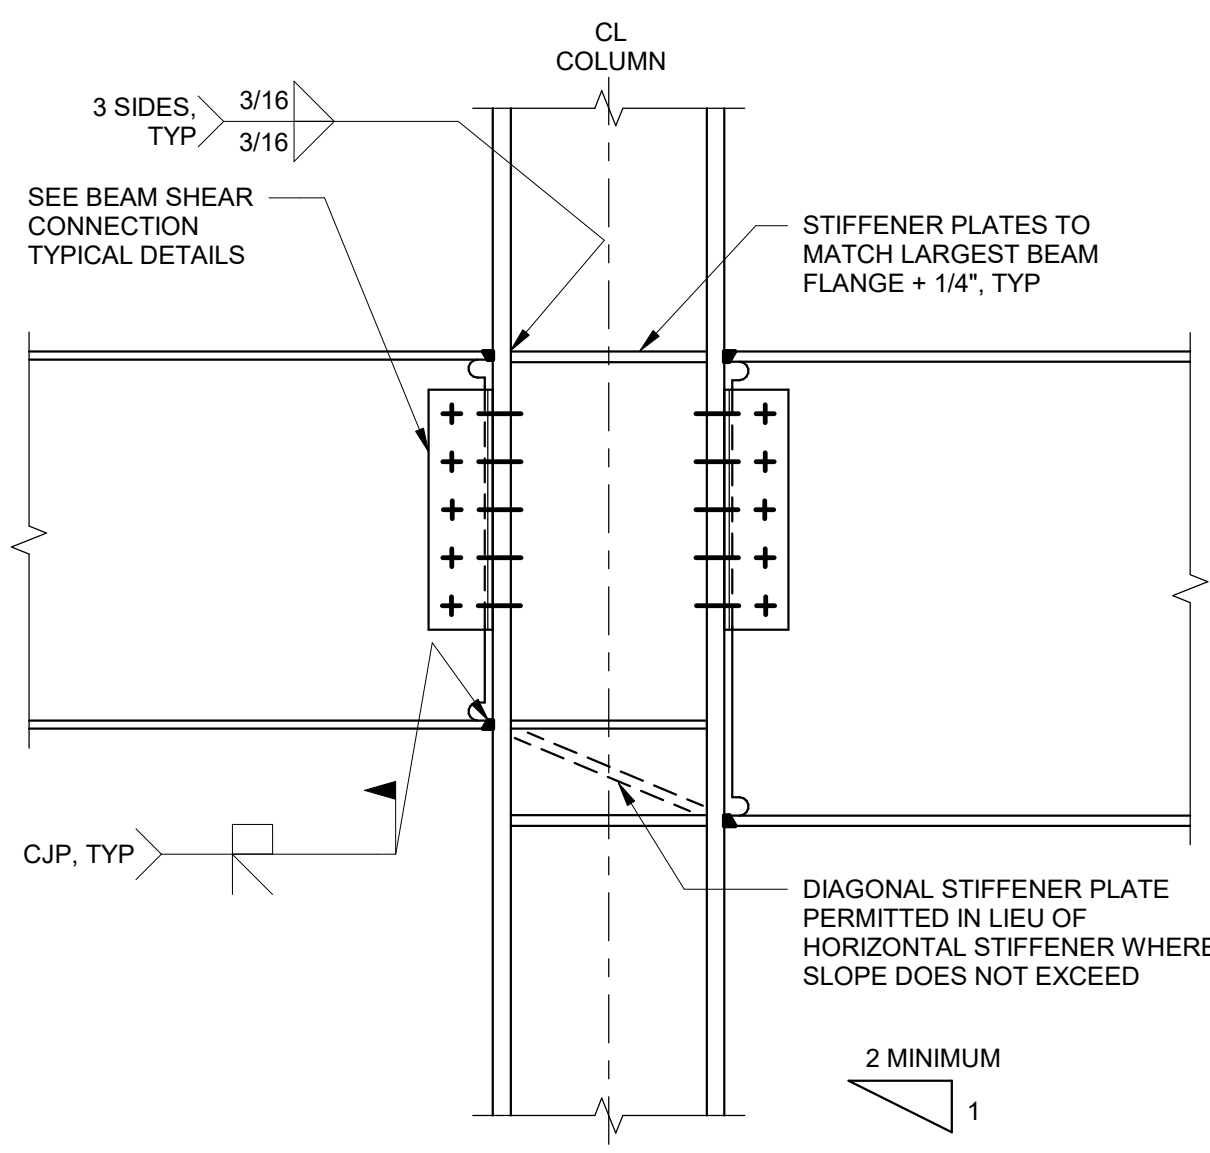 CL
COLUMN
3 SIDES,
TYP
3/16
3/16
SEE BEAM SHEAR
CONNECTION
TYPICAL DETAILS
STIFFENER PLATES TO
MATCH LARGEST BEAM
FLANGE + 1/4", TYP
CJP, TYP
DIAGONAL STIFFENER PLATE
PERMITTED IN LIEU OF
HORIZONTAL STIFFENER WHERE
SLOPE DOES NOT EXCEED
2 MINIMUM
1